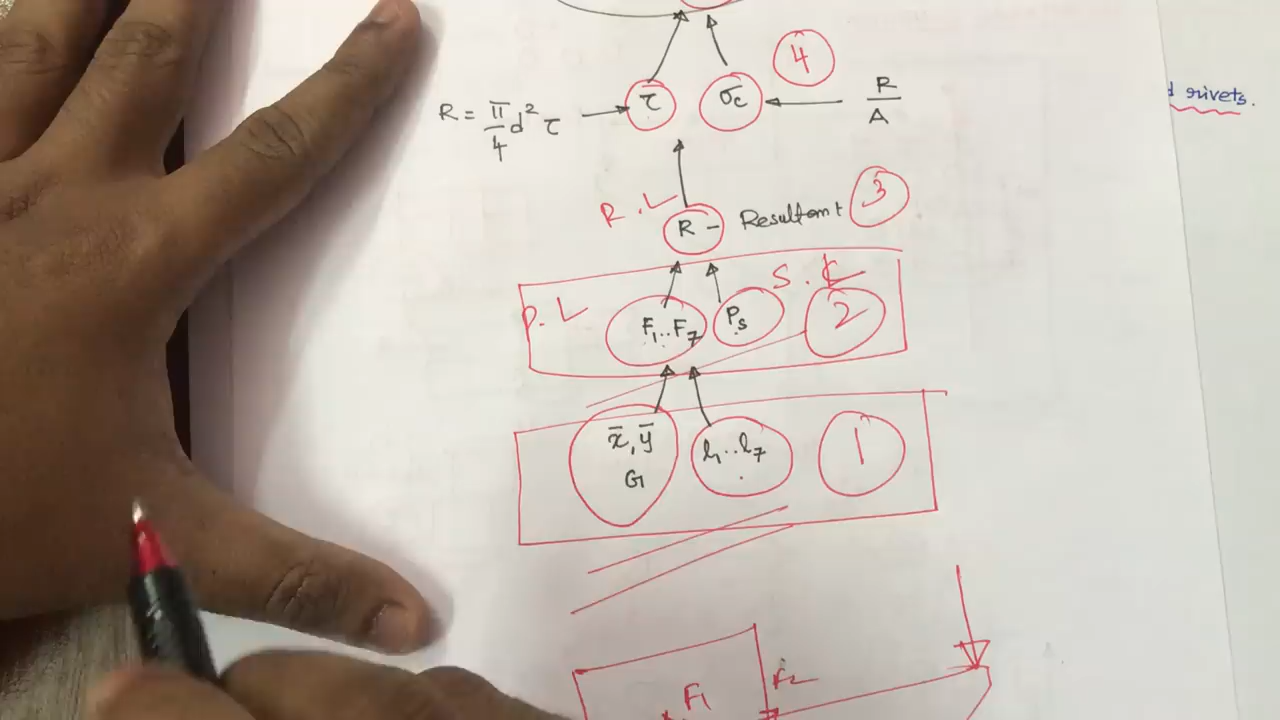 4
R = π/4 d² τ
τ
σc
R/A
d rivets.
R.L
R - Resultant
3
P.L
S.L
F₁..F₇
Ps
2
x̄, ȳ
G
l₁..l₇
1
F₁
F₂